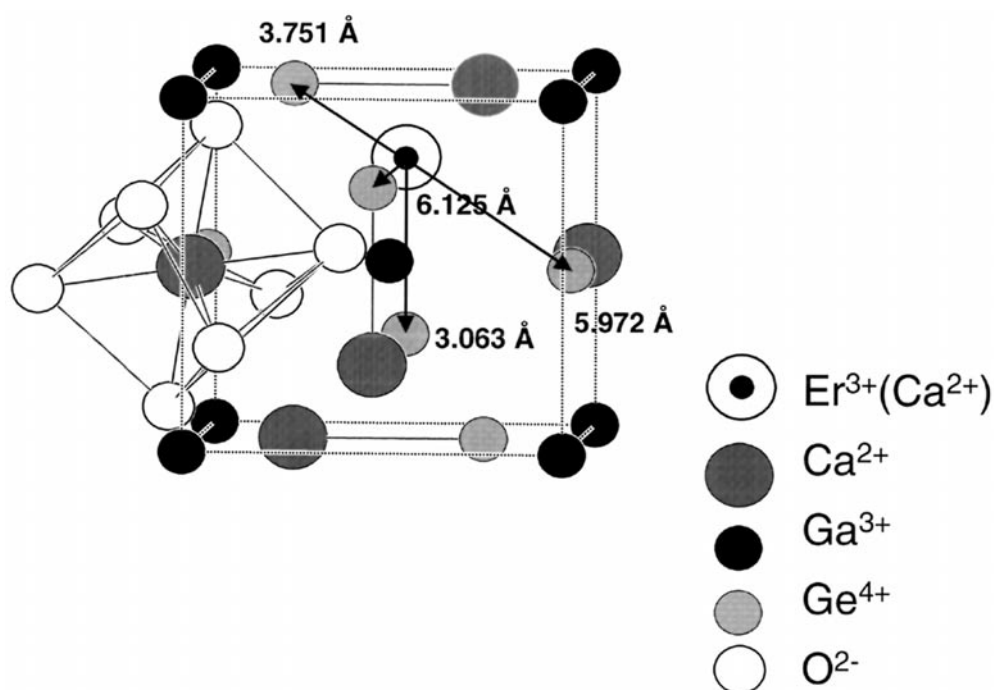 3.751 Å
6.125 Å
5.972 Å
3.063 Å
Er³⁺(Ca²⁺)
Ca²⁺
Ga³⁺
Ge⁴⁺
O²⁻